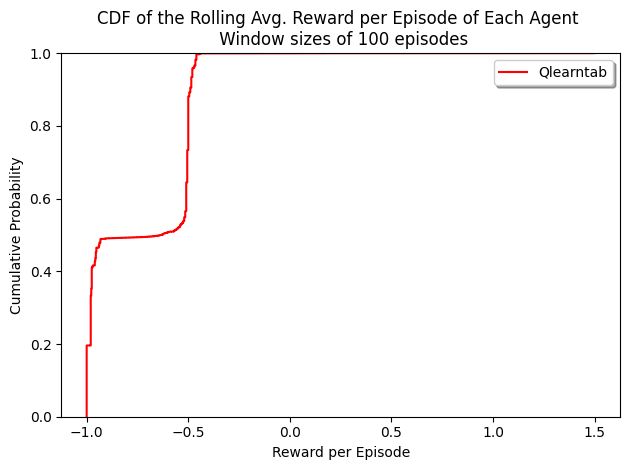 CDF of the Rolling Avg. Reward per Episode of Each Agent
Window sizes of 100 episodes
1.0
Qlearntab
0.8
0.6
0.4
0.2
0.0
Cumulative Probability
−1.0 −0.5 0.0 0.5 1.0 1.5
Reward per Episode